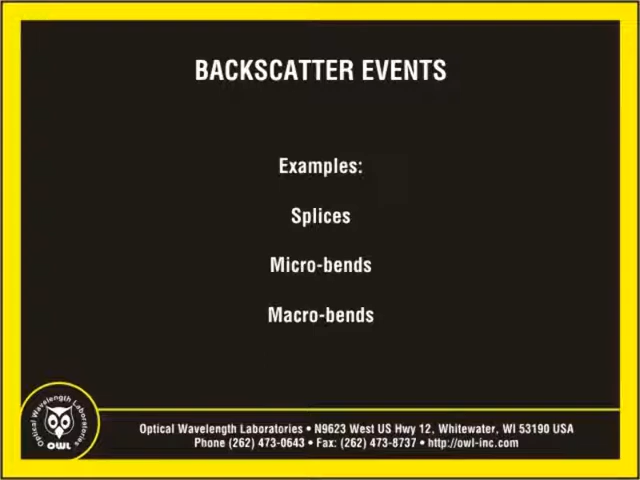 BACKSCATTER EVENTS
Examples:
Splices
Micro-bends
Macro-bends
Optical Wavelength Laboratories
OWL
Optical Wavelength Laboratories • N9623 West US Hwy 12, Whitewater, WI 53190 USA
Phone (262) 473-0643 • Fax: (262) 473-8737 • http://owl-inc.com